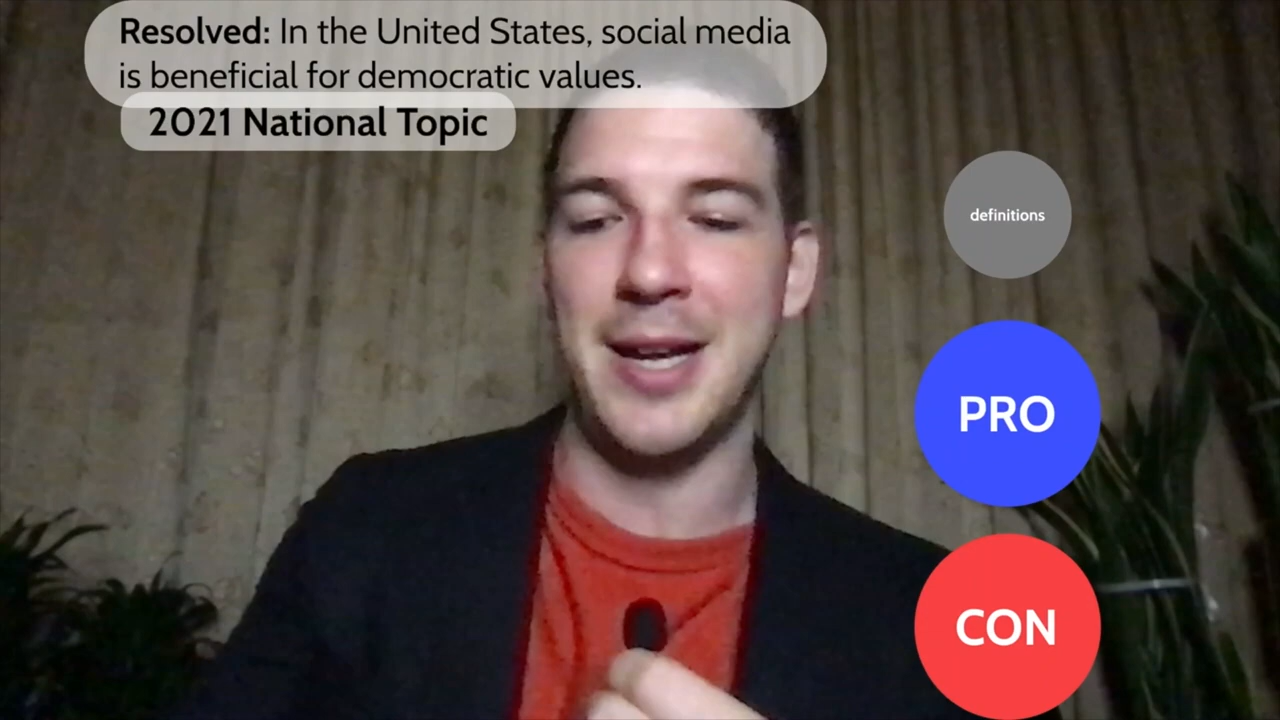 Resolved: In the United States, social media
is beneficial for democratic values.
2021 National Topic
definitions
PRO
CON